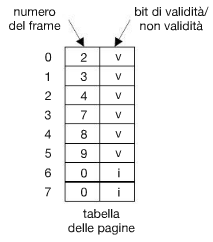 numero bit di validità/
del frame non validità
0 2 v
1 3 v
2 4 v
3 7 v
4 8 v
5 9 v
6 0 i
7 0 i
tabella
delle pagine